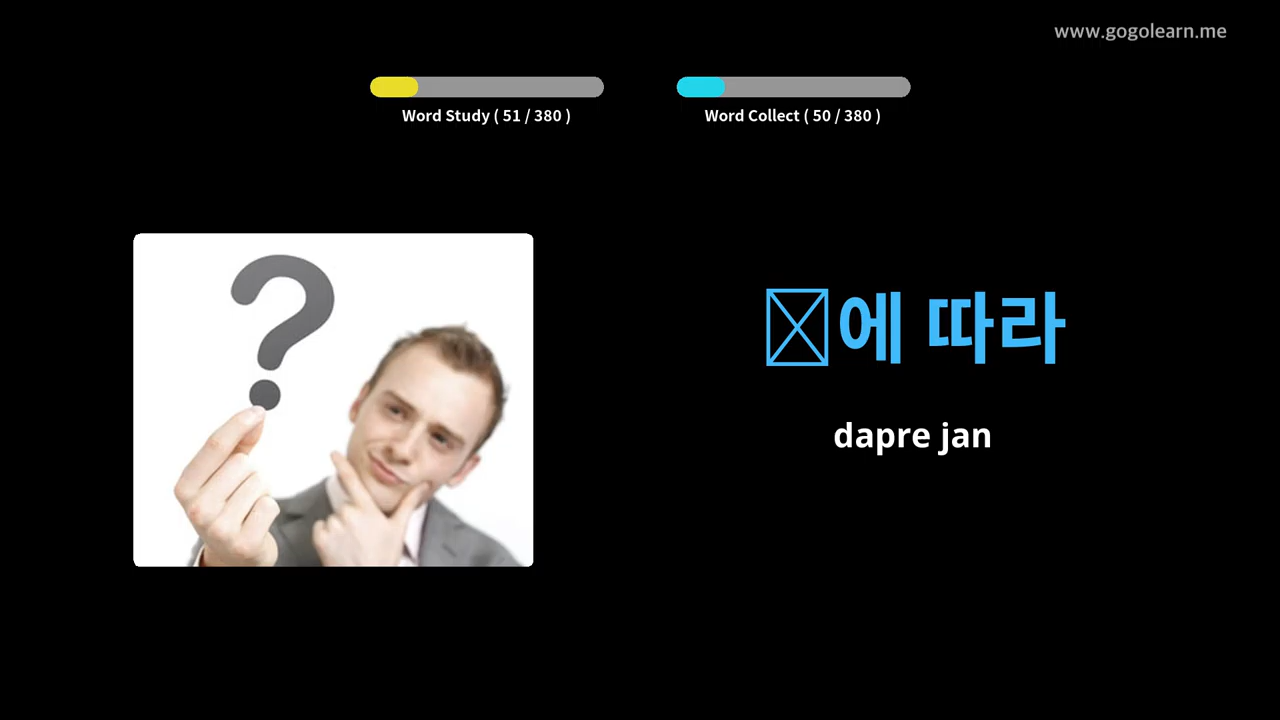 www.gogolearn.me
Word Study ( 51 / 380 )
Word Collect ( 50 / 380 )
에 따라
dapre jan